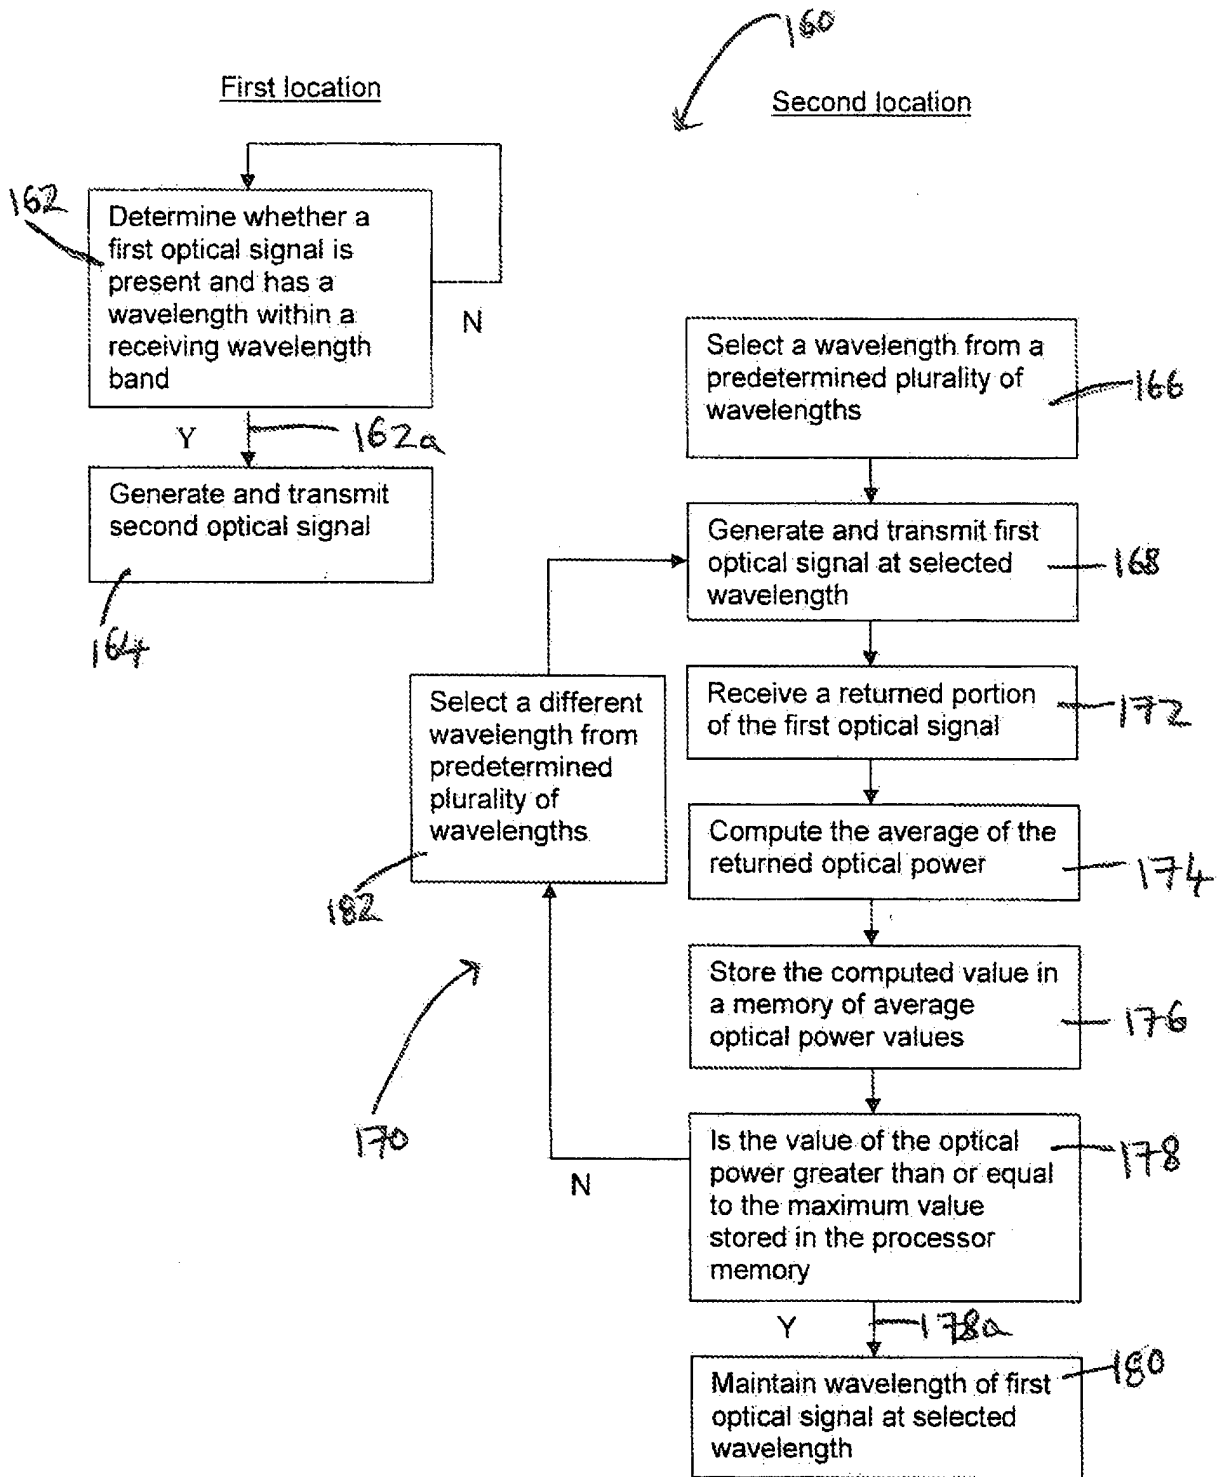 160
First location
Second location
162
Determine whether a
first optical signal is
present and has a
wavelength within a
receiving wavelength
band
N
Y
162a
Generate and transmit
second optical signal
164
Select a wavelength from a
predetermined plurality of
wavelengths
166
Generate and transmit first
optical signal at selected
wavelength
168
Receive a returned portion
of the first optical signal
172
Select a different
wavelength from
predetermined
plurality of
wavelengths
182
Compute the average of the
returned optical power
174
Store the computed value in
a memory of average
optical power values
176
170
Is the value of the optical
power greater than or equal
to the maximum value
stored in the processor
memory
178
N
Y
178a
Maintain wavelength of first
optical signal at selected
wavelength
180